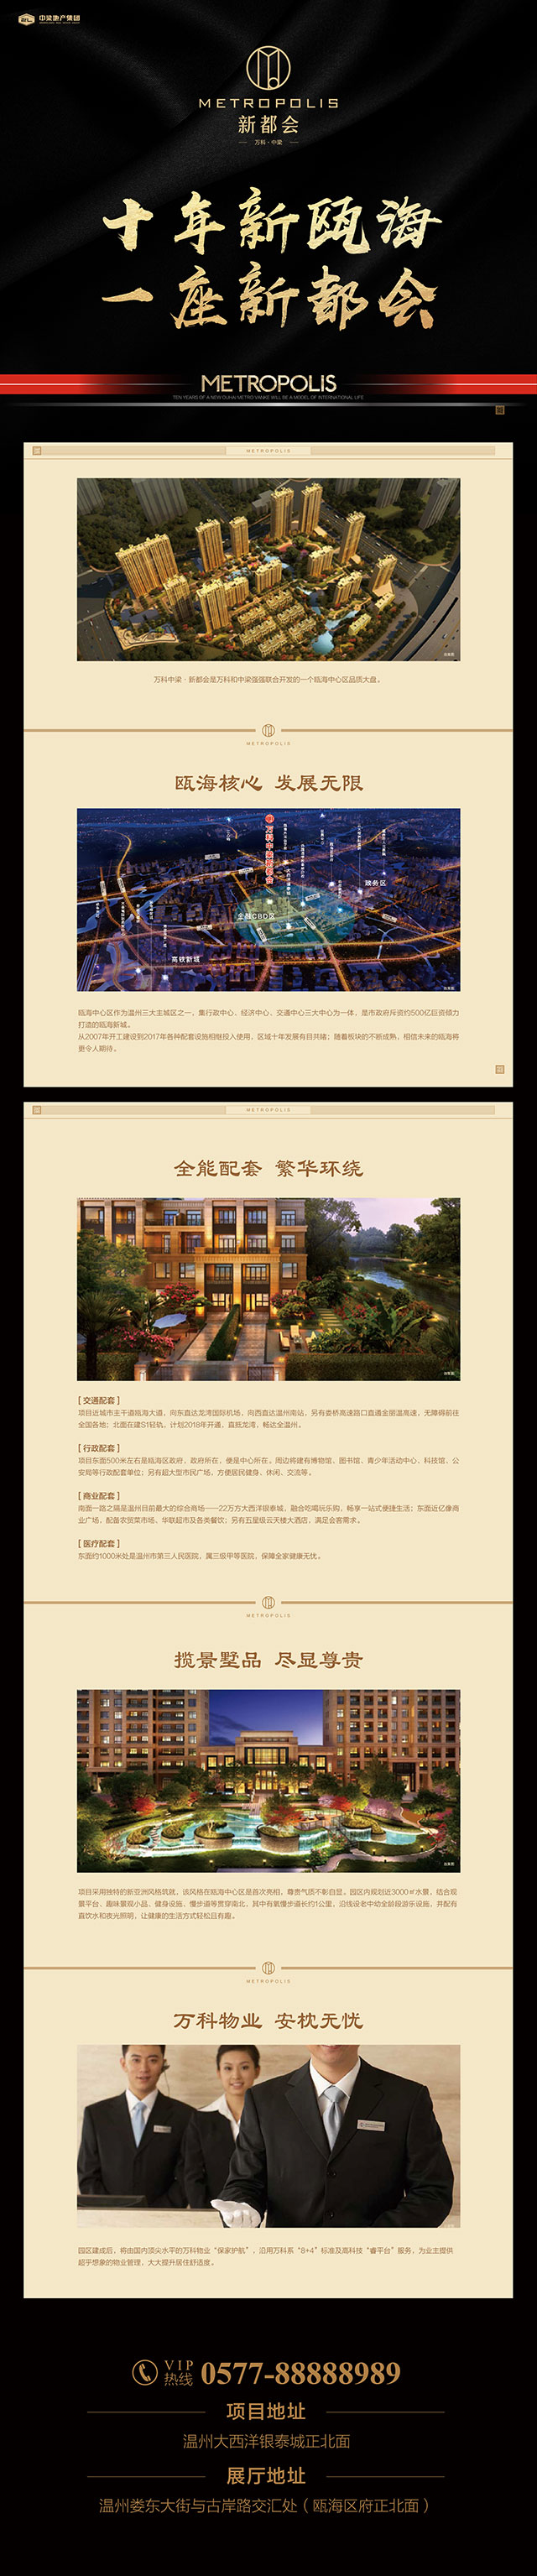 中梁地产集团
METROPOLIS
新都会
万科·中梁
十年新瓯海
一座新都会
METROPOLIS
TEN YEARS OF A NEW OUHAI METRO VANKE WILL BE A MODEL OF INTERNATIONAL LIFE
METROPOLIS
效果图
万科中梁·新都会是万科和中梁强强联合开发的一个瓯海中心区品质大盘。
METROPOLIS
瓯海核心 发展无限
万科中梁新都会
政务区
金融CBD区
高铁新城
瓯海中心区作为温州三大主城区之一，集行政中心、经济中心、交通中心三大中心为一体，是市政府斥资约500亿巨资倾力
打造的瓯海新城。
从2007年开工建设到2017年各种配套设施相继投入使用，区域十年发展有目共睹；随着板块的不断成熟，相信未来的瓯海将
更令人期待。
METROPOLIS
全能配套 繁华环绕
效果图
[ 交通配套 ]
项目近城市主干道瓯海大道，向东直达龙湾国际机场，向西直达温州南站，另有娄桥高速路口直通金丽温高速，无障碍前往
全国各地；北面在建S1轻轨，计划2018年开通，直抵龙湾，畅达全温州。
[ 行政配套 ]
项目东面500米左右是瓯海区政府，政府所在，便是中心所在。周边将建有博物馆、图书馆、青少年活动中心、科技馆、公
安局等行政配套单位；另有超大型市民广场，方便居民健身、休闲、交流等。
[ 商业配套 ]
南面一路之隔是温州目前最大的综合商场——22万方大西洋银泰城，融合吃喝玩乐购，畅享一站式便捷生活；东面近亿像商
业广场，配备农贸菜市场、华联超市及各类餐饮；另有五星级云天楼大酒店，满足会客需求。
[ 医疗配套 ]
东面约1000米处是温州市第三人民医院，属三级甲等医院，保障全家健康无忧。
METROPOLIS
揽景墅品 尽显尊贵
效果图
项目采用独特的新亚洲风格筑就，该风格在瓯海中心区是首次亮相，尊贵气质不彰自显。园区内规划近3000㎡水景，结合观
景平台、趣味景观小品、健身设施，慢步道等贯穿南北，其中有氧慢步道长约1公里，沿线设老中幼全龄段游乐设施，并配有
直饮水和夜光照明，让健康的生活方式轻松且有趣。
METROPOLIS
万科物业 安枕无忧
园区建成后，将由国内顶尖水平的万科物业“保家护航”，沿用万科系“8+4”标准及高科技“睿平台”服务，为业主提供
超乎想象的物业管理，大大提升居住舒适度。
VIP
热线 0577-88888989
项目地址
温州大西洋银泰城正北面
展厅地址
温州娄东大街与古岸路交汇处（瓯海区府正北面）